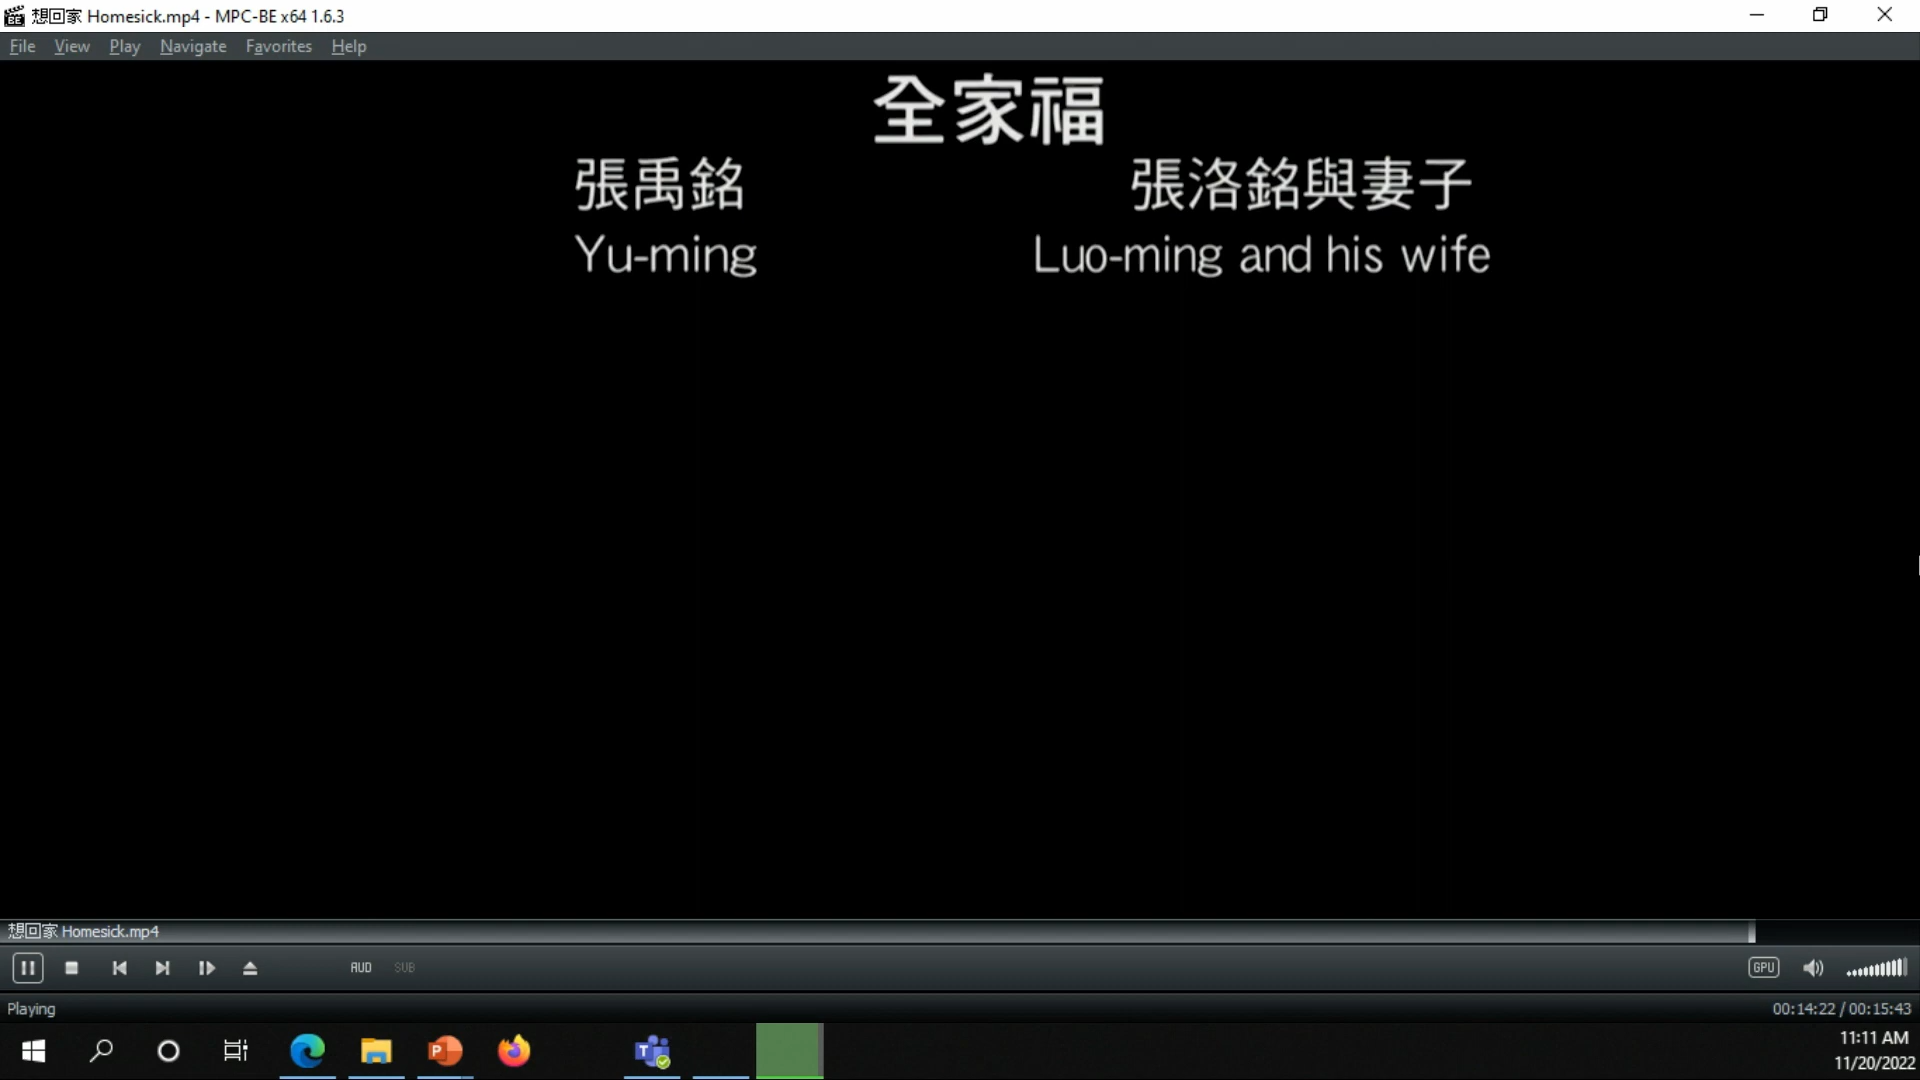 想回家 Homesick.mp4 - MPC-BE x64 1.6.3
File View Play Navigate Favorites Help
全家福
張禹銘 張洛銘與妻子
Yu-ming Luo-ming and his wife
想回家 Homesick.mp4
AUD SUB GPU
Playing 00:14:22 / 00:15:43
11:11 AM
11/20/2022